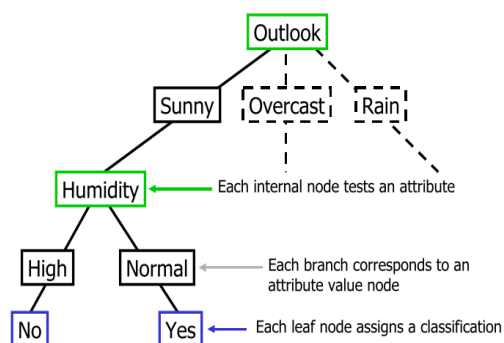 Outlook
Sunny
Overcast
Rain
Humidity
Each internal node tests an attribute
High
Normal
Each branch corresponds to an
attribute value node
No
Yes
Each leaf node assigns a classification